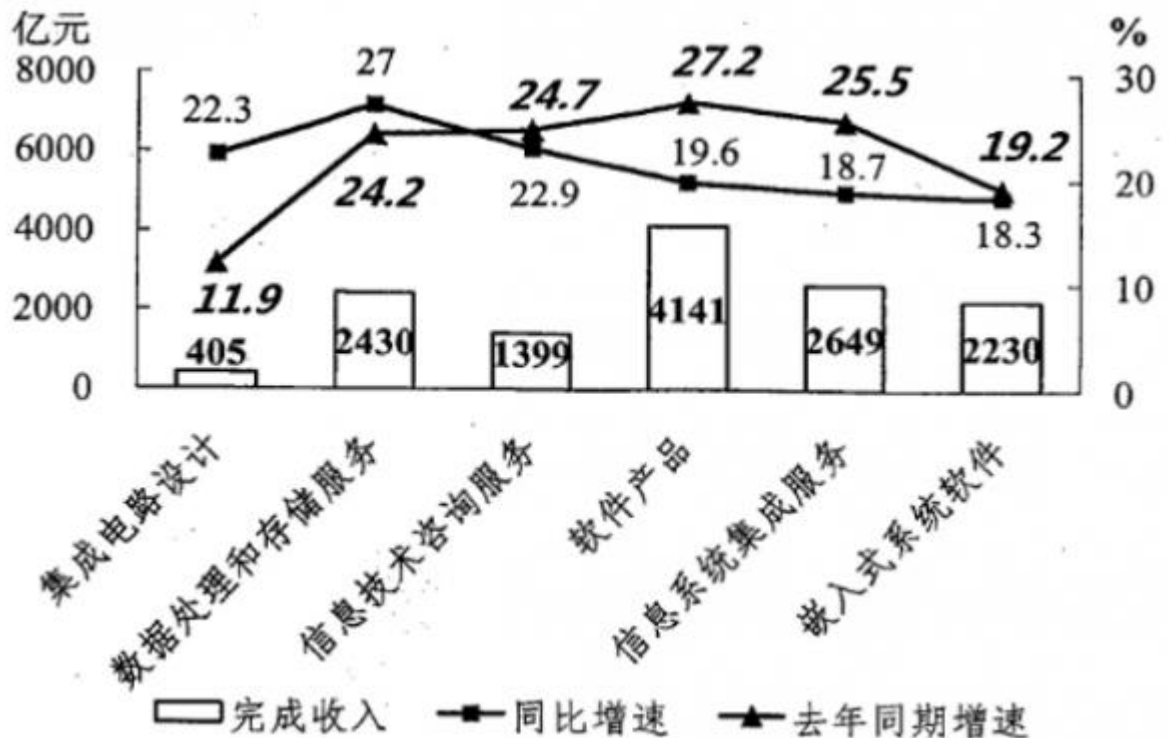 亿元
%
8000
6000
4000
2000
0
30
20
10
0
22.3
27
22.9
19.6
18.7
18.3
11.9
24.2
24.7
27.2
25.5
19.2
405
2430
1399
4141
2649
2230
集成电路设计
数据处理和存储服务
信息技术咨询服务
软件产品
信息系统集成服务
嵌入式系统软件
完成收入
同比增速
去年同期增速